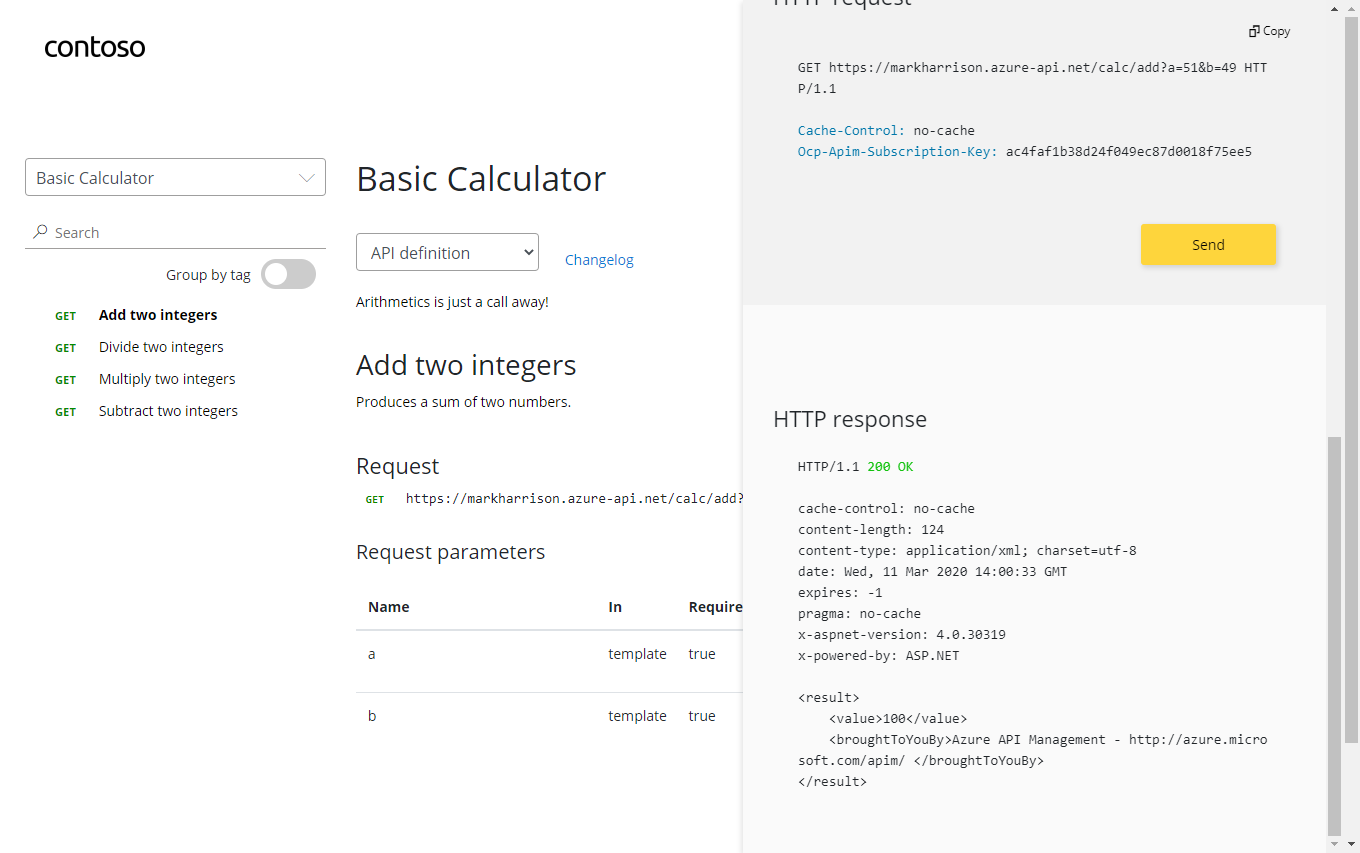 contoso
Basic Calculator
Search
Group by tag
GET Add two integers
GET Divide two integers
GET Multiply two integers
GET Subtract two integers
Basic Calculator
API definition
Changelog
Arithmetics is just a call away!
Add two integers
Produces a sum of two numbers.
Request
GET https://markharrison.azure-api.net/calc/add?
Request parameters
Name In Require
a template true
b template true
HTTP request
Copy
GET https://markharrison.azure-api.net/calc/add?a=51&b=49 HTT
P/1.1
Cache-Control: no-cache
Ocp-Apim-Subscription-Key: ac4faf1b38d24f049ec87d0018f75ee5
Send
HTTP response
HTTP/1.1 200 OK
cache-control: no-cache
content-length: 124
content-type: application/xml; charset=utf-8
date: Wed, 11 Mar 2020 14:00:33 GMT
expires: -1
pragma: no-cache
x-aspnet-version: 4.0.30319
x-powered-by: ASP.NET
<result>
    <value>100</value>
    <broughtToYouBy>Azure API Management - http://azure.micro
soft.com/apim/ </broughtToYouBy>
</result>